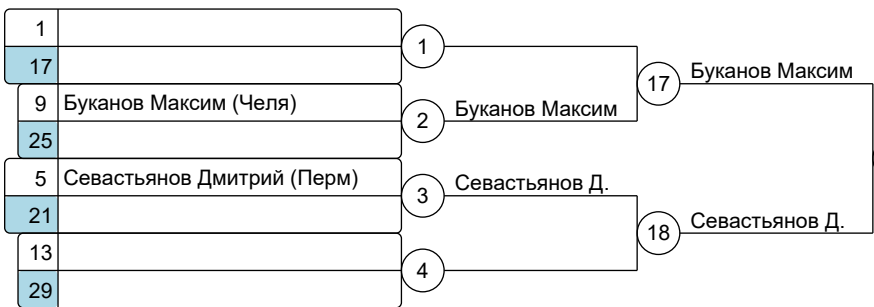 1
17
1
9 Буканов Максим (Челя)
25
2 Буканов Максим
17 Буканов Максим
5 Севастьянов Дмитрий (Перм)
21
3 Севастьянов Д.
13
29
4
18 Севастьянов Д.